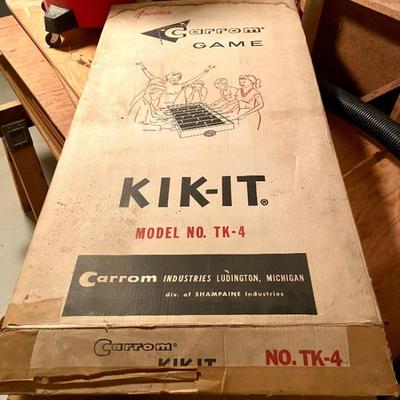 Another
Carrom
GAME
KIK-IT®
MODEL NO. TK-4
Carrom INDUSTRIES LUDINGTON, MICHIGAN
div. of SHAMPAINE Industries
Carrom®
KIK-IT NO. TK-4